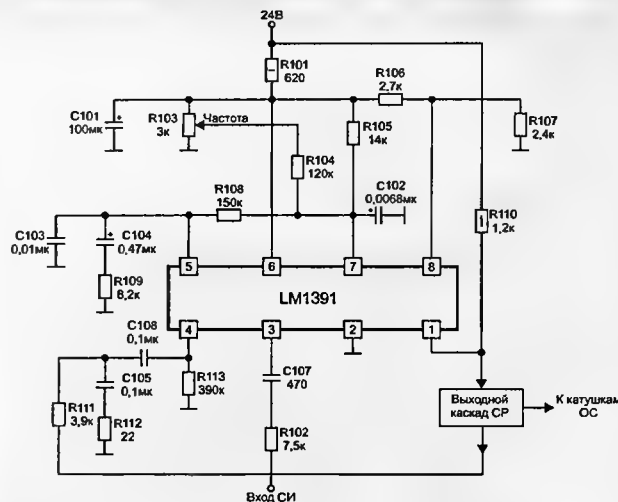 24В
R101
620
R106
2,7к
C101
100мк
+
R103
3к
Частота
R105
14к
R107
2,4к
R104
120к
R108
150к
C102
0,0068мк
+
R110
1,2к
C103
0,01мк
C104
0,47мк
+
R109
8,2к
5
6
7
8
LM1391
4
3
2
1
C108
0,1мк
C105
0,1мк
R113
390к
C107
470
R111
3,9к
R112
22
R102
7,5к
Выходной
каскад СР
К катушкам
ОС
Вход СИ